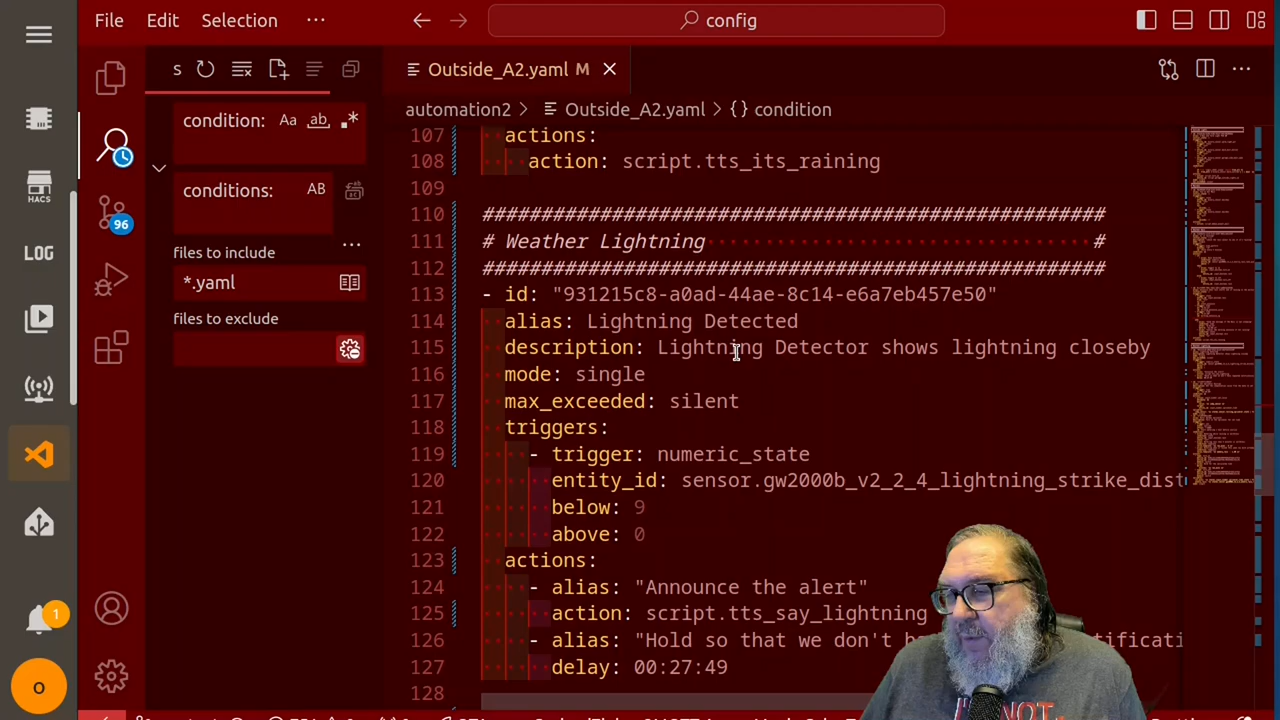 File Edit Selection ···
config
HACS
LOG
96
1
O
S
condition: Aa ab
conditions: AB
files to include
*.yaml
files to exclude
Outside_A2.yaml M
automation2 > Outside_A2.yaml > {} condition
107 actions:
108 action: script.tts_its_raining
109
110 #####################################################
111 # Weather Lightning #
112 #####################################################
113 - id: "931215c8-a0ad-44ae-8c14-e6a7eb457e50"
114 alias: Lightning Detected
115 description: Lightning Detector shows lightning closeby
116 mode: single
117 max_exceeded: silent
118 triggers:
119 - trigger: numeric_state
120 entity_id: sensor.gw2000b_v2_2_4_lightning_strike_dist
121 below: 9
122 above: 0
123 actions:
124 - alias: "Announce the alert"
125 action: script.tts_say_lightning
126 - alias: "Hold so that we don't
127 delay: 00:27:49
128